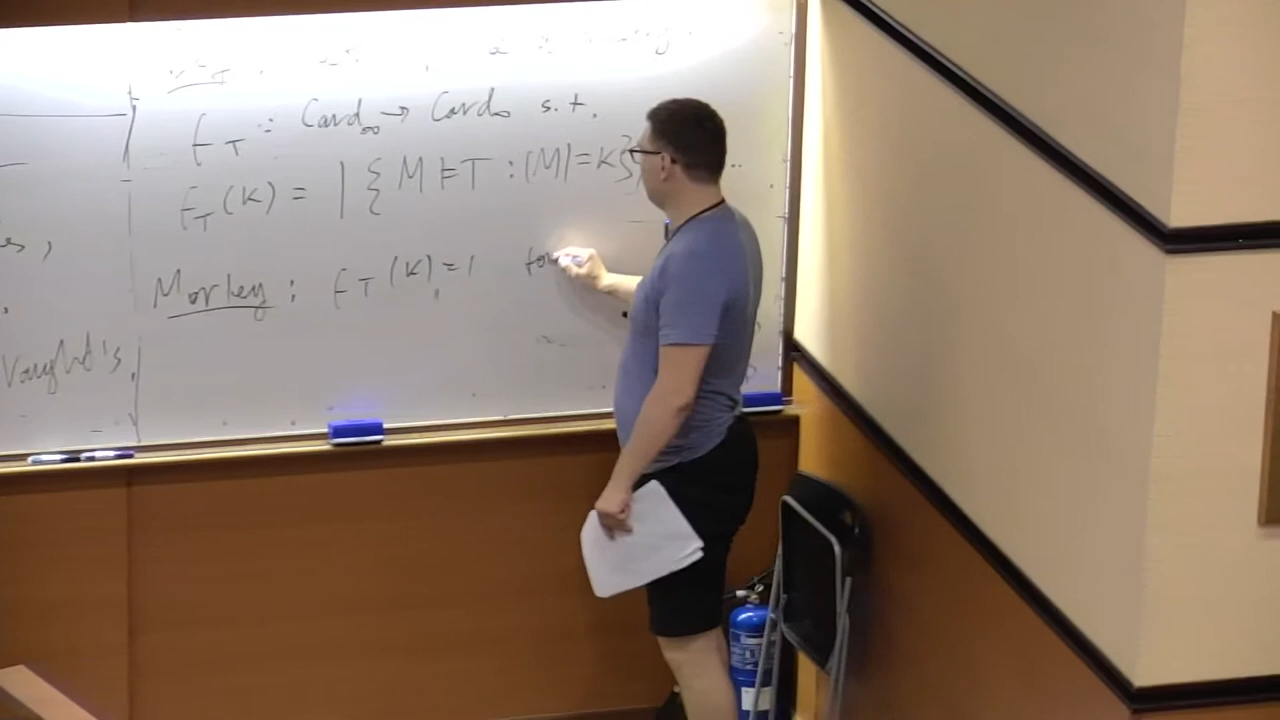 f_T : Card_∞ → Card_∞ s.t.
f_T(K) = |{M ⊨ T : |M| = K}
Morley : f_T(K) = 1 for
Vaught's